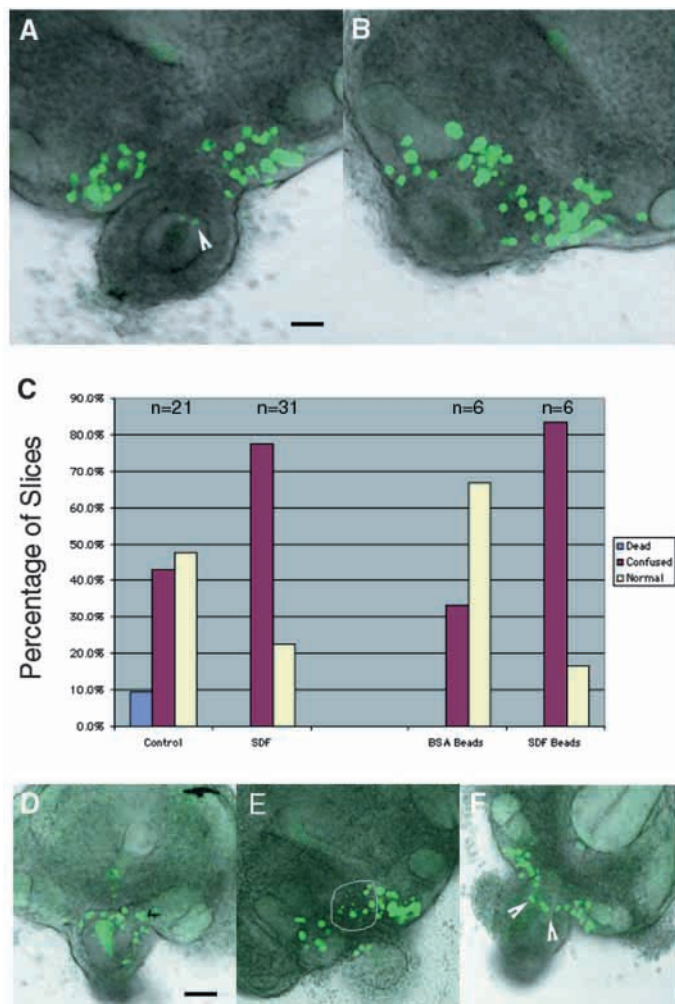 A
B
C
90.0%
n=21
n=31
n=6
n=6
80.0%
70.0%
60.0%
50.0%
40.0%
30.0%
20.0%
10.0%
0.0%
Percentage of Slices
Dead
Confused
Normal
Control
SDF
BSA Beads
SDF Beads
D
E
F